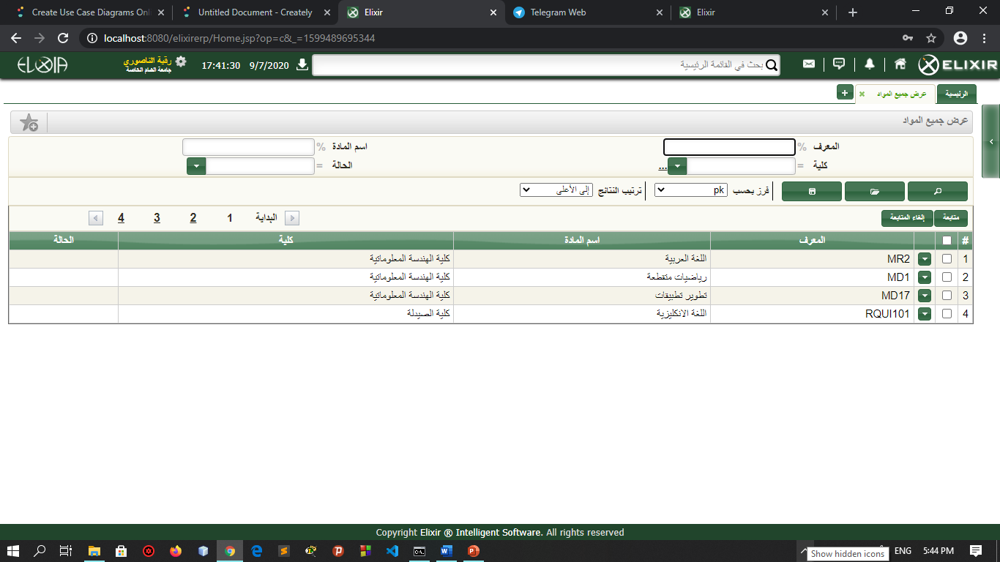 Create Use Case Diagrams Onl
Untitled Document - Creately
Elixir
Telegram Web
Elixir
localhost:8080/elixirerp/Home.jsp?op=c&_=1599489695344
ELIXIR
بحث في القائمة الرئيسية
9/7/2020 17:41:30
رقية الناصوري
جامعة الشام الخاصة
الرئيسية
عرض جميع المواد
+
عرض جميع المواد
المعرف %
اسم المادة %
كلية = ...
الحالة =
فرز بحسب pk
ترتيب النتائج إلى الأعلى
متابعة إلغاء المتابعة
البداية 1 2 3 4
# المعرف اسم المادة كلية الحالة
1 MR2 اللغة العربية كلية الهندسة المعلوماتية
2 MD1 رياضيات متقطعة كلية الهندسة المعلوماتية
3 MD17 تطوير تطبيقات كلية الهندسة المعلوماتية
4 RQUI101 اللغة الانكليزية كلية الصيدلة
Copyright Elixir ® Intelligent Software. All rights reserved
ENG 5:44 PM
Show hidden icons